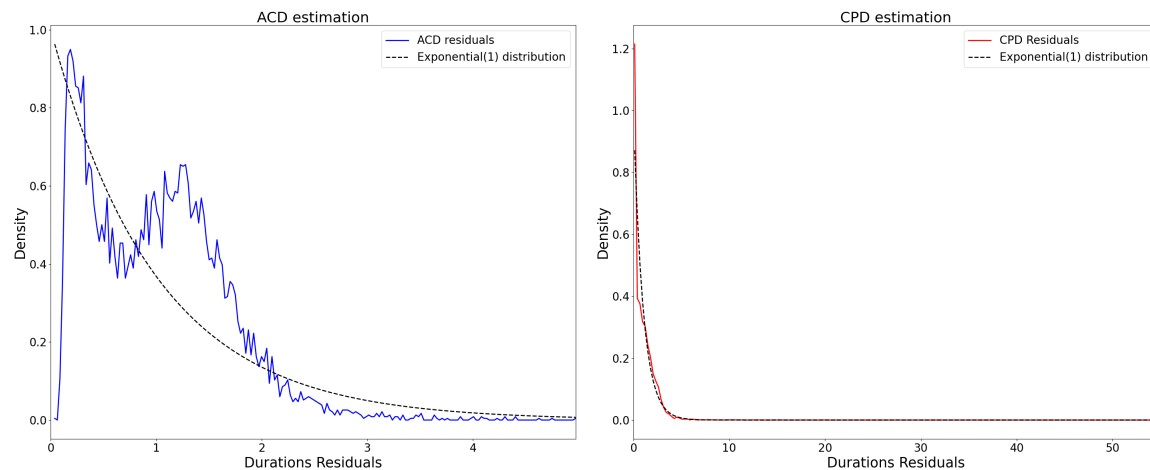 ACD estimation
ACD residuals
Exponential(1) distribution
1.0
0.8
0.6
0.4
0.2
0.0
Density
0
1
2
3
4
Durations Residuals
CPD estimation
CPD Residuals
Exponential(1) distribution
1.2
1.0
0.8
0.6
0.4
0.2
0.0
Density
0
10
20
30
40
50
Durations Residuals